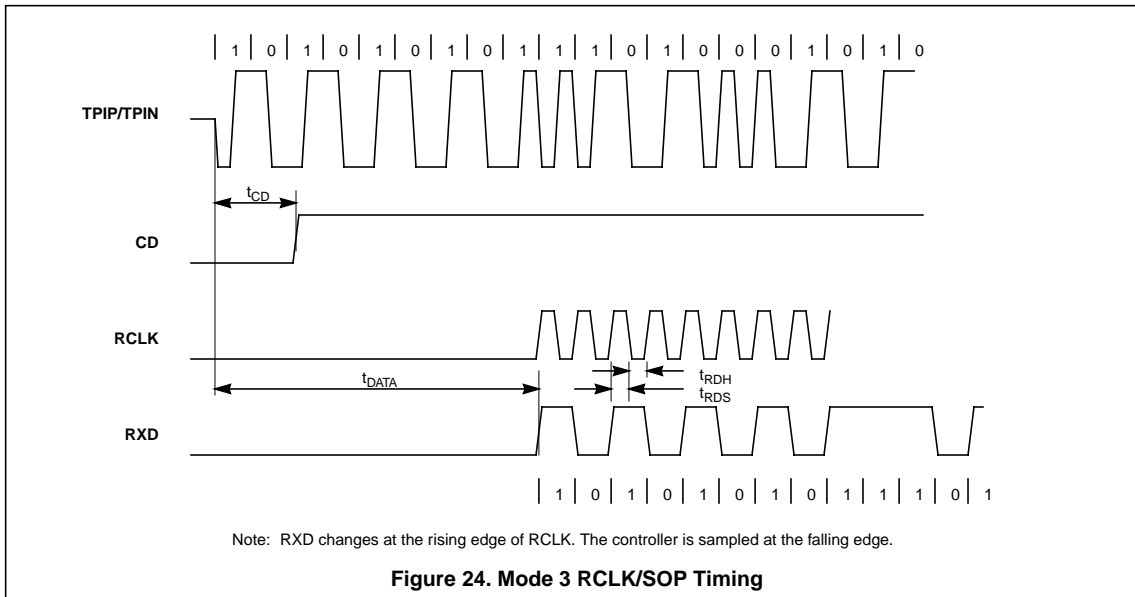 | 1 | 0 | 1 | 0 | 1 | 0 | 1 | 0 | 1 | 1 | 1 | 0 | 1 | 0 | 0 | 0 | 1 | 0 | 1 | 0
TPIP/TPIN
tCD
CD
RCLK
tDATA
tRDH
tRDS
RXD
| 1 | 0 | 1 | 0 | 1 | 0 | 1 | 0 | 1 | 1 | 1 | 0 | 1
Note: RXD changes at the rising edge of RCLK. The controller is sampled at the falling edge.
Figure 24. Mode 3 RCLK/SOP Timing